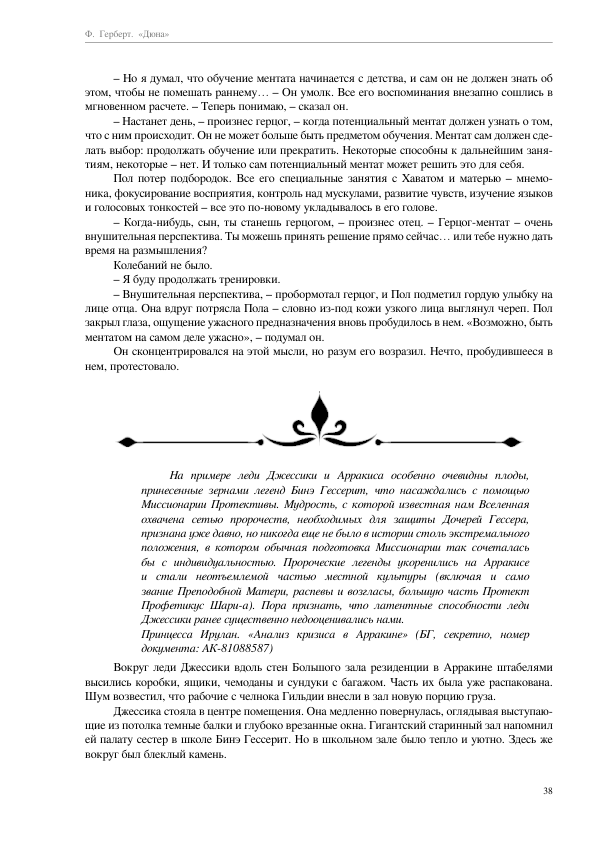 Ф. Герберт. «Дюна»
– Но я думал, что обучение ментата начинается с детства, и сам он не должен знать об
этом, чтобы не помешать раннему… – Он умолк. Все его воспоминания внезапно сошлись в
мгновенном расчете. – Теперь понимаю, – сказал он.
– Настанет день, – произнес герцог, – когда потенциальный ментат должен узнать о том,
что с ним происходит. Он не может больше быть предметом обучения. Ментат сам должен сде-
лать выбор: продолжать обучение или прекратить. Некоторые способны к дальнейшим заня-
тиям, некоторые – нет. И только сам потенциальный ментат может решить это для себя.
Пол потер подбородок. Все его специальные занятия с Хаватом и матерью – мнемо-
ника, фокусирование восприятия, контроль над мускулами, развитие чувств, изучение языков
и голосовых тонкостей – все это по-новому укладывалось в его голове.
– Когда-нибудь, сын, ты станешь герцогом, – произнес отец. – Герцог-ментат – очень
внушительная перспектива. Ты можешь принять решение прямо сейчас… или тебе нужно дать
время на размышления?
Колебаний не было.
– Я буду продолжать тренировки.
– Внушительная перспектива, – пробормотал герцог, и Пол подметил гордую улыбку на
лице отца. Она вдруг потрясла Пола – словно из-под кожи узкого лица выглянул череп. Пол
закрыл глаза, ощущение ужасного предназначения вновь пробудилось в нем. «Возможно, быть
ментатом на самом деле ужасно», – подумал он.
Он сконцентрировался на этой мысли, но разум его возразил. Нечто, пробудившееся в
нем, протестовало.
На примере леди Джессики и Арракиса особенно очевидны плоды,
принесенные зернами легенд Бинэ Гессерит, что насаждались с помощью
Миссионарии Протективы. Мудрость, с которой известная нам Вселенная
охвачена сетью пророчеств, необходимых для защиты Дочерей Гессера,
признана уже давно, но никогда еще не было в истории столь экстремального
положения, в котором обычная подготовка Миссионарии так сочеталась
бы с индивидуальностью. Пророческие легенды укоренились на Арракисе
и стали неотъемлемой частью местной культуры (включая и само
звание Преподобной Матери, распевы и возгласы, большую часть Протект
Профетикус Шари-а). Пора признать, что латентные способности леди
Джессики ранее существенно недооценивались нами.
Принцесса Ирулан. «Анализ кризиса в Арракине» (БГ, секретно, номер
документа: АК-81088587)
Вокруг леди Джессики вдоль стен Большого зала резиденции в Арракине штабелями
высились коробки, ящики, чемоданы и сундуки с багажом. Часть их была уже распакована.
Шум возвестил, что рабочие с челнока Гильдии внесли в зал новую порцию груза.
Джессика стояла в центре помещения. Она медленно повернулась, оглядывая выступаю-
щие из потолка темные балки и глубоко врезанные окна. Гигантский старинный зал напомнил
ей палату сестер в школе Бинэ Гессерит. Но в школьном зале было тепло и уютно. Здесь же
вокруг был блеклый камень.
38